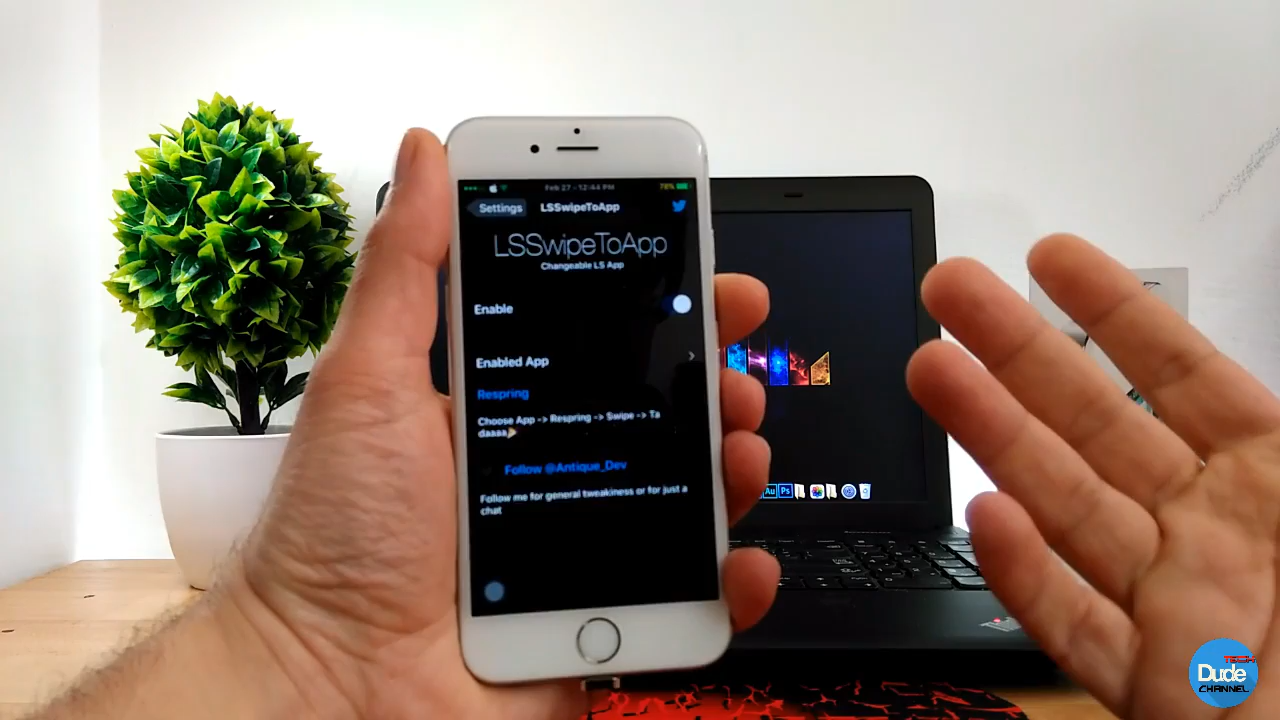 Feb 27 - 12:44 PM
78%
Settings
LSSwipeToApp
LSSwipeToApp
Changeable LS App
Enable
Enabled App
Respring
Choose App -> Respring -> Swipe -> Ta
daaaa
Follow @Antique_Dev
Follow me for general tweakiness or for just a
chat
Au
Ps
TECH
Dude
CHANNEL